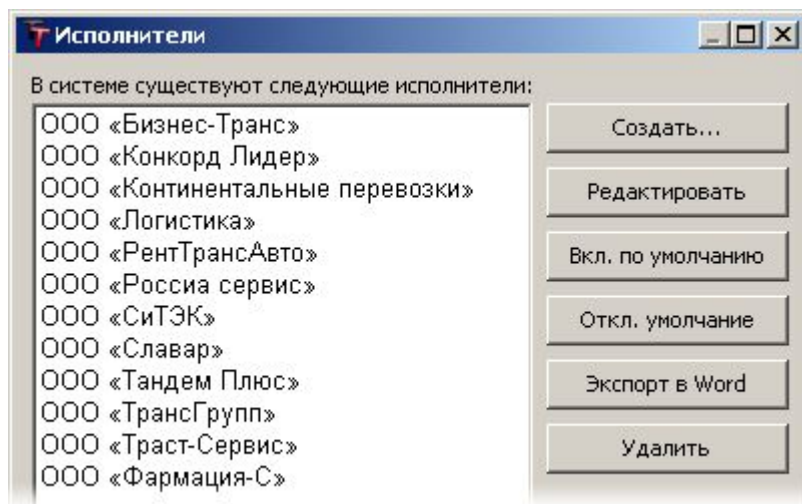 Исполнители
В системе существуют следующие исполнители:
ООО «Бизнес-Транс»
ООО «Конкорд Лидер»
ООО «Континентальные перевозки»
ООО «Логистика»
ООО «РентТрансАвто»
ООО «Россиа сервис»
ООО «СиТЭК»
ООО «Славар»
ООО «Тандем Плюс»
ООО «ТрансГрупп»
ООО «Траст-Сервис»
ООО «Фармация-С»
Создать...
Редактировать
Вкл. по умолчанию
Откл. умолчание
Экспорт в Word
Удалить